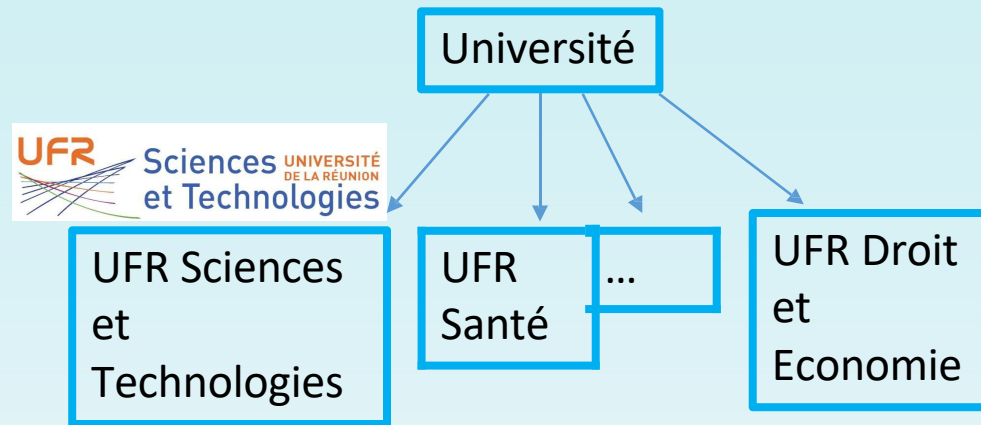 Université
UFR
Sciences UNIVERSITÉ
DE LA RÉUNION
et Technologies
UFR Sciences
et
Technologies
UFR
Santé
...
UFR Droit
et
Economie